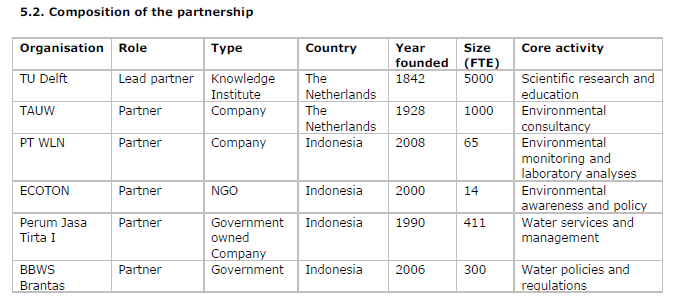 5.2. Composition of the partnership
Organisation Role Type Country Year founded Size (FTE) Core activity
TU Delft Lead partner Knowledge Institute The Netherlands 1842 5000 Scientific research and education
TAUW Partner Company The Netherlands 1928 1000 Environmental consultancy
PT WLN Partner Company Indonesia 2008 65 Environmental monitoring and laboratory analyses
ECOTON Partner NGO Indonesia 2000 14 Environmental awareness and policy
Perum Jasa Tirta I Partner Government owned Company Indonesia 1990 411 Water services and management
BBWS Brantas Partner Government Indonesia 2006 300 Water policies and regulations